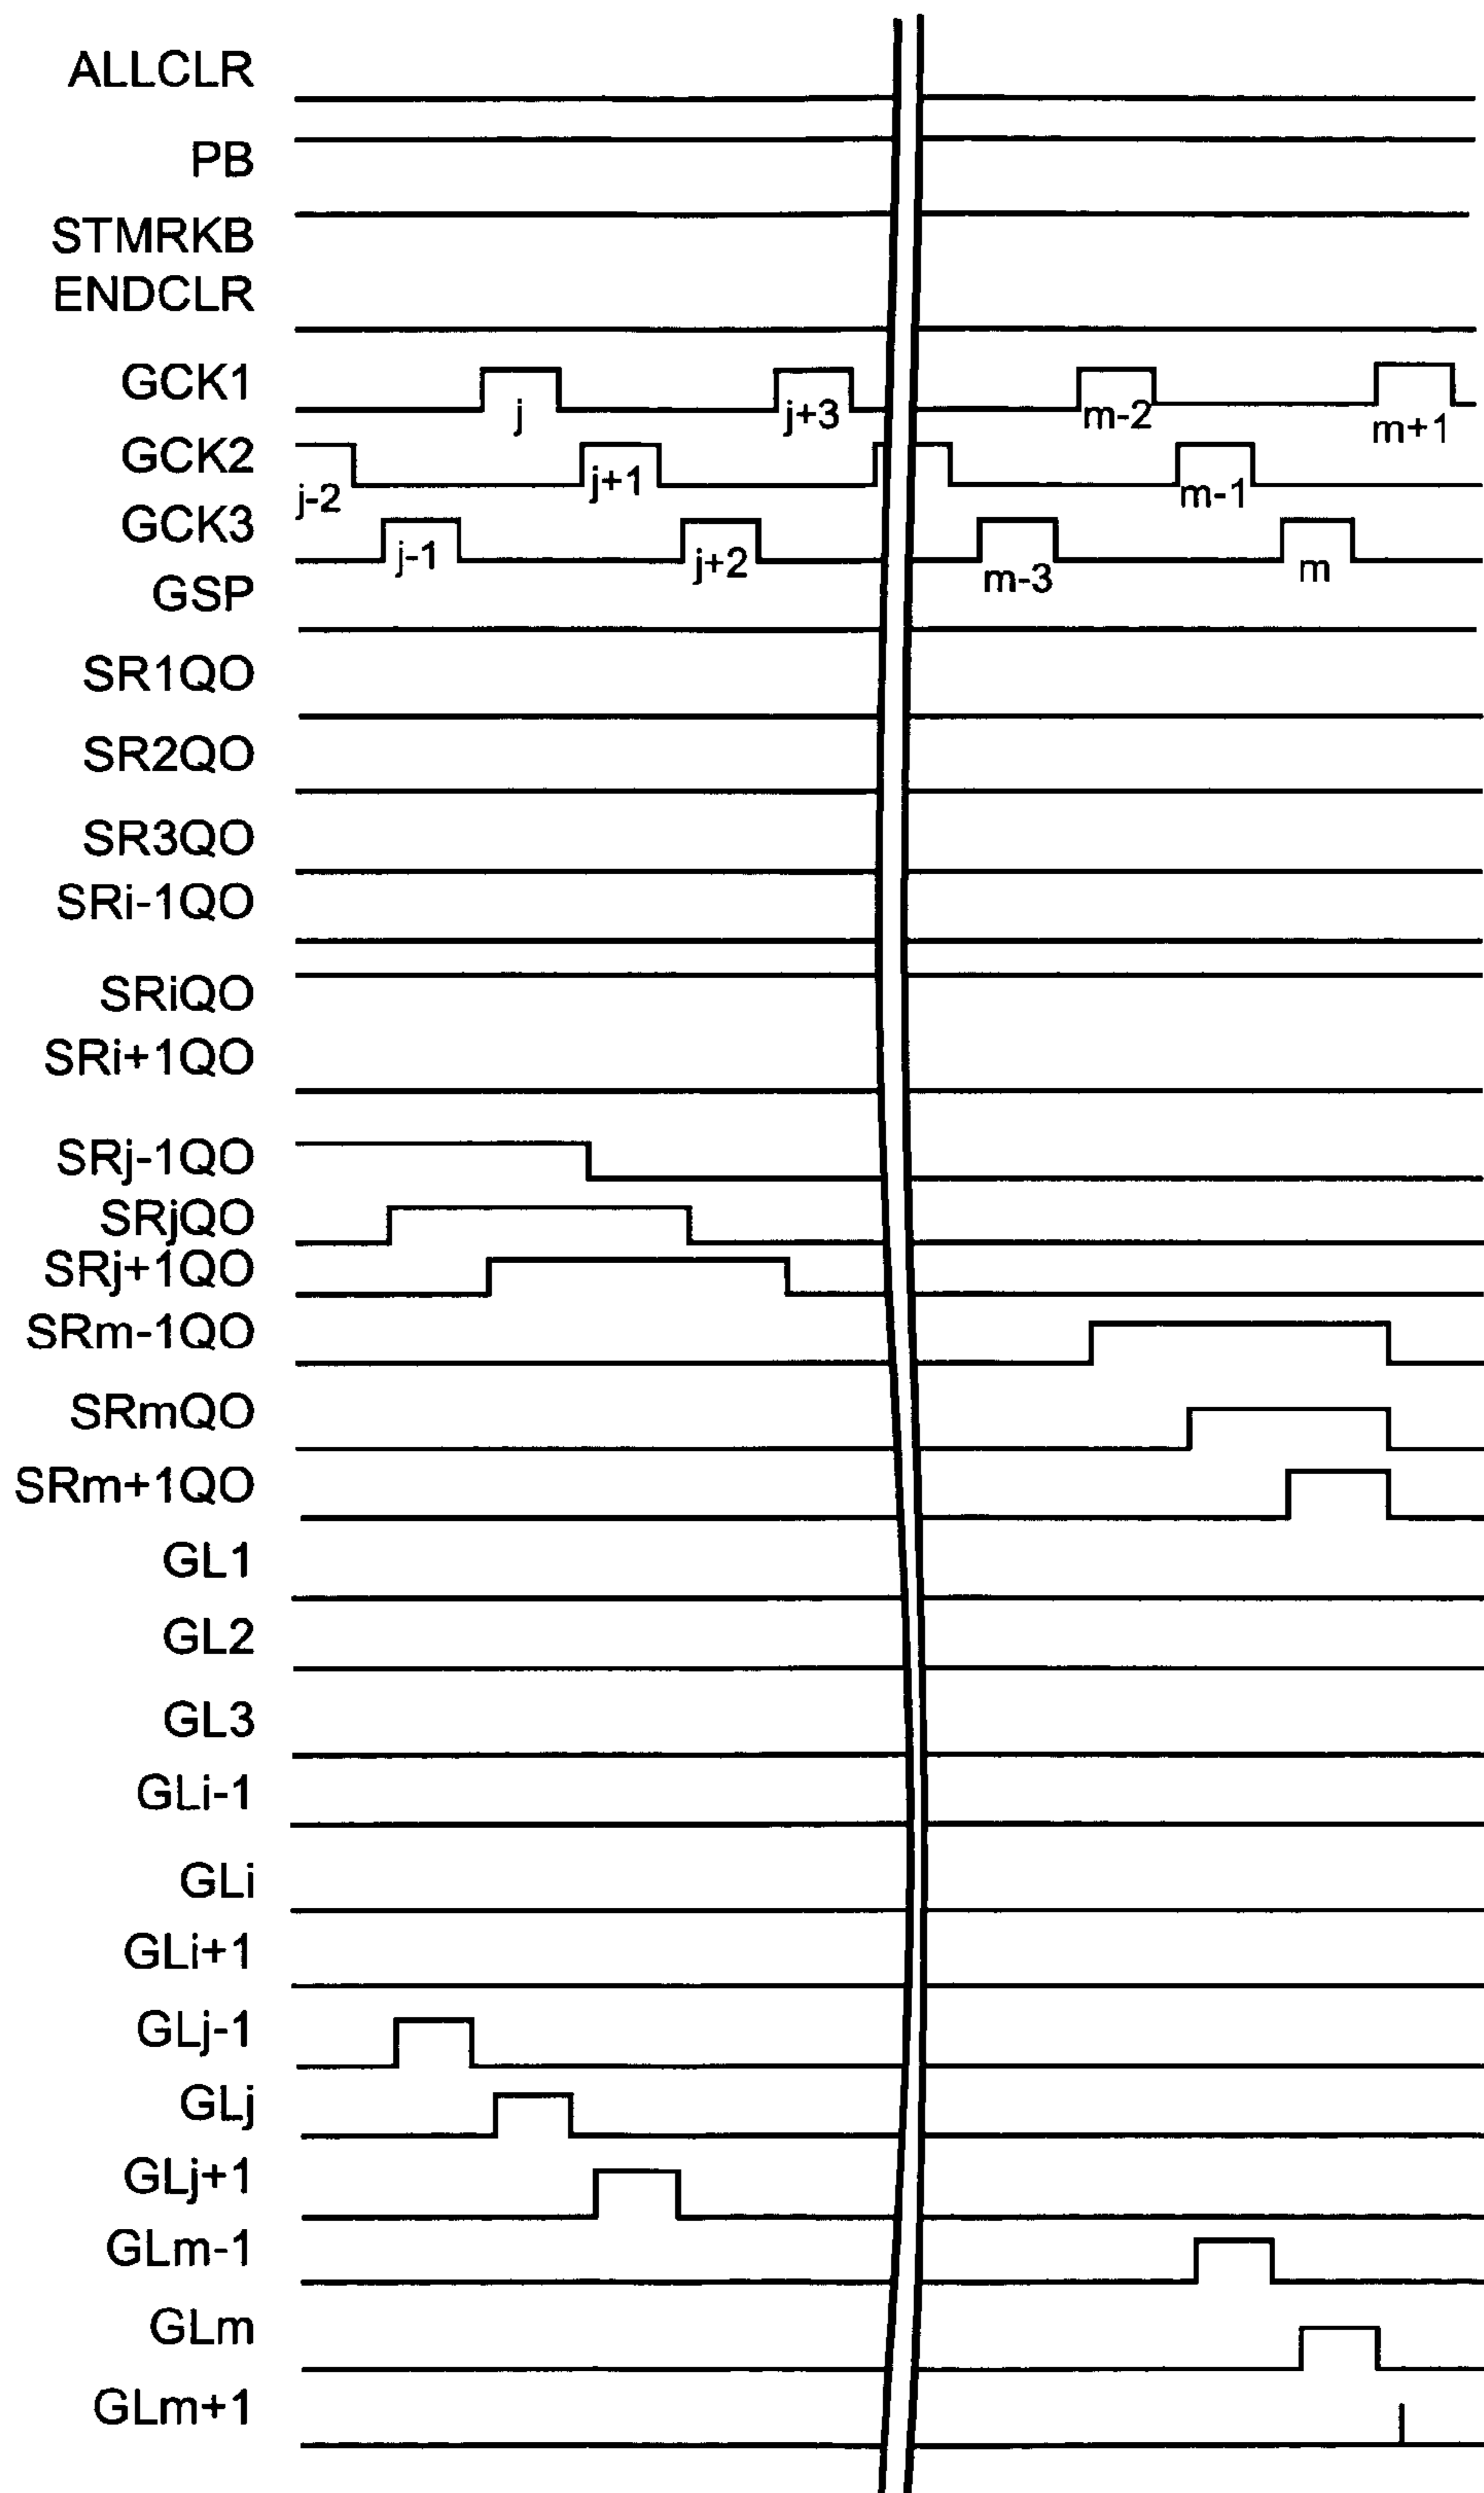 ALLCLR
PB
STMRKB
ENDCLR
GCK1
j
j+3
m-2
m+1
GCK2
j-2
j+1
m-1
GCK3
j-1
j+2
m-3
m
GSP
SR1QO
SR2QO
SR3QO
SRi-1QO
SRiQO
SRi+1QO
SRj-1QO
SRjQO
SRj+1QO
SRm-1QO
SRmQO
SRm+1QO
GL1
GL2
GL3
GLi-1
GLi
GLi+1
GLj-1
GLj
GLj+1
GLm-1
GLm
GLm+1